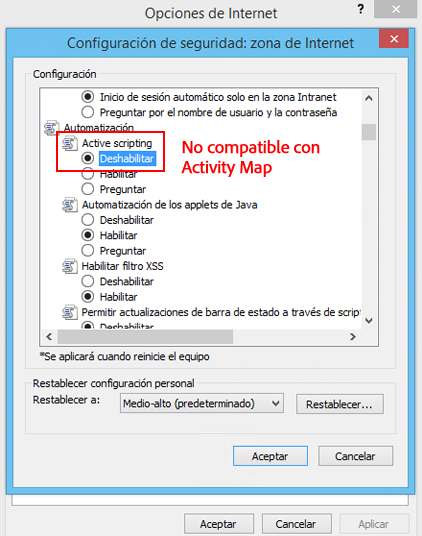 Opciones de Internet
?
Configuración de seguridad: zona de Internet
Configuración
Inicio de sesión automático solo en la zona Intranet
Preguntar por el nombre de usuario y la contraseña
Automatización
Active scripting
Deshabilitar
Habilitar
Preguntar
No compatible con
Activity Map
Automatización de los applets de Java
Deshabilitar
Habilitar
Preguntar
Habilitar filtro XSS
Deshabilitar
Habilitar
Permitir actualizaciones de barra de estado a través de scrip
Deshabilitar
*Se aplicará cuando reinicie el equipo
Restablecer configuración personal
Restablecer a:
Medio-alto (predeterminado)
Restablecer...
Aceptar
Cancelar
Aceptar
Cancelar
Aplicar